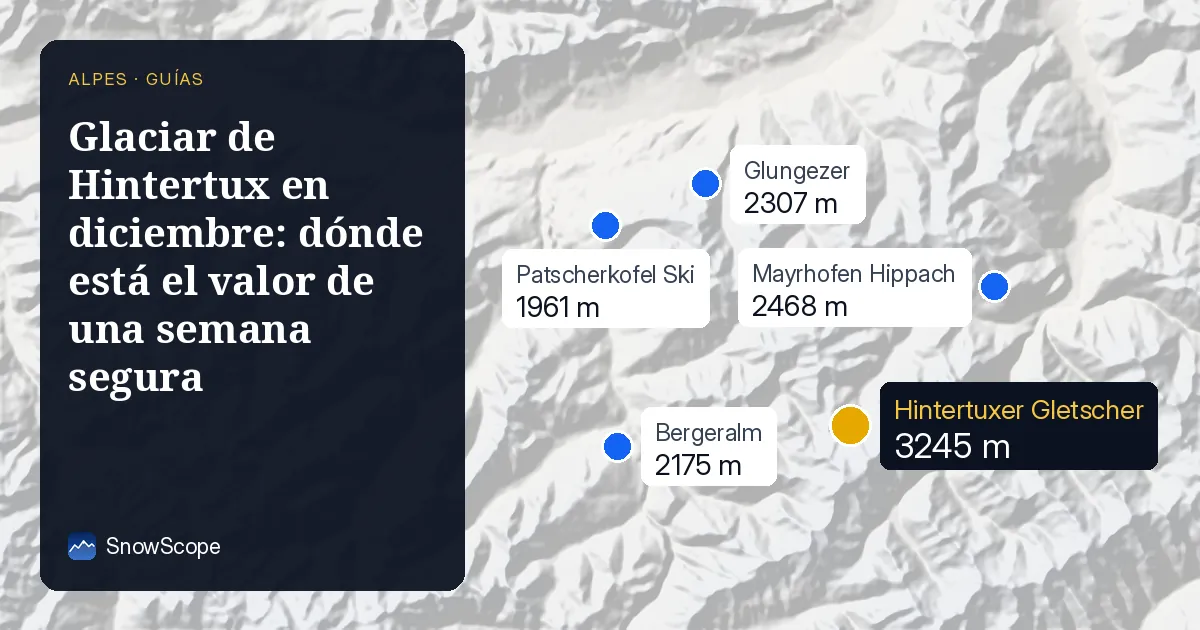 ALPES · GUÍAS
Glaciar de
Hintertux en
diciembre: dónde
está el valor de
una semana
segura
SnowScope
Glungezer
2307 m
Patscherkofel Ski
1961 m
Mayrhofen Hippach
2468 m
Hintertuxer Gletscher
3245 m
Bergeralm
2175 m